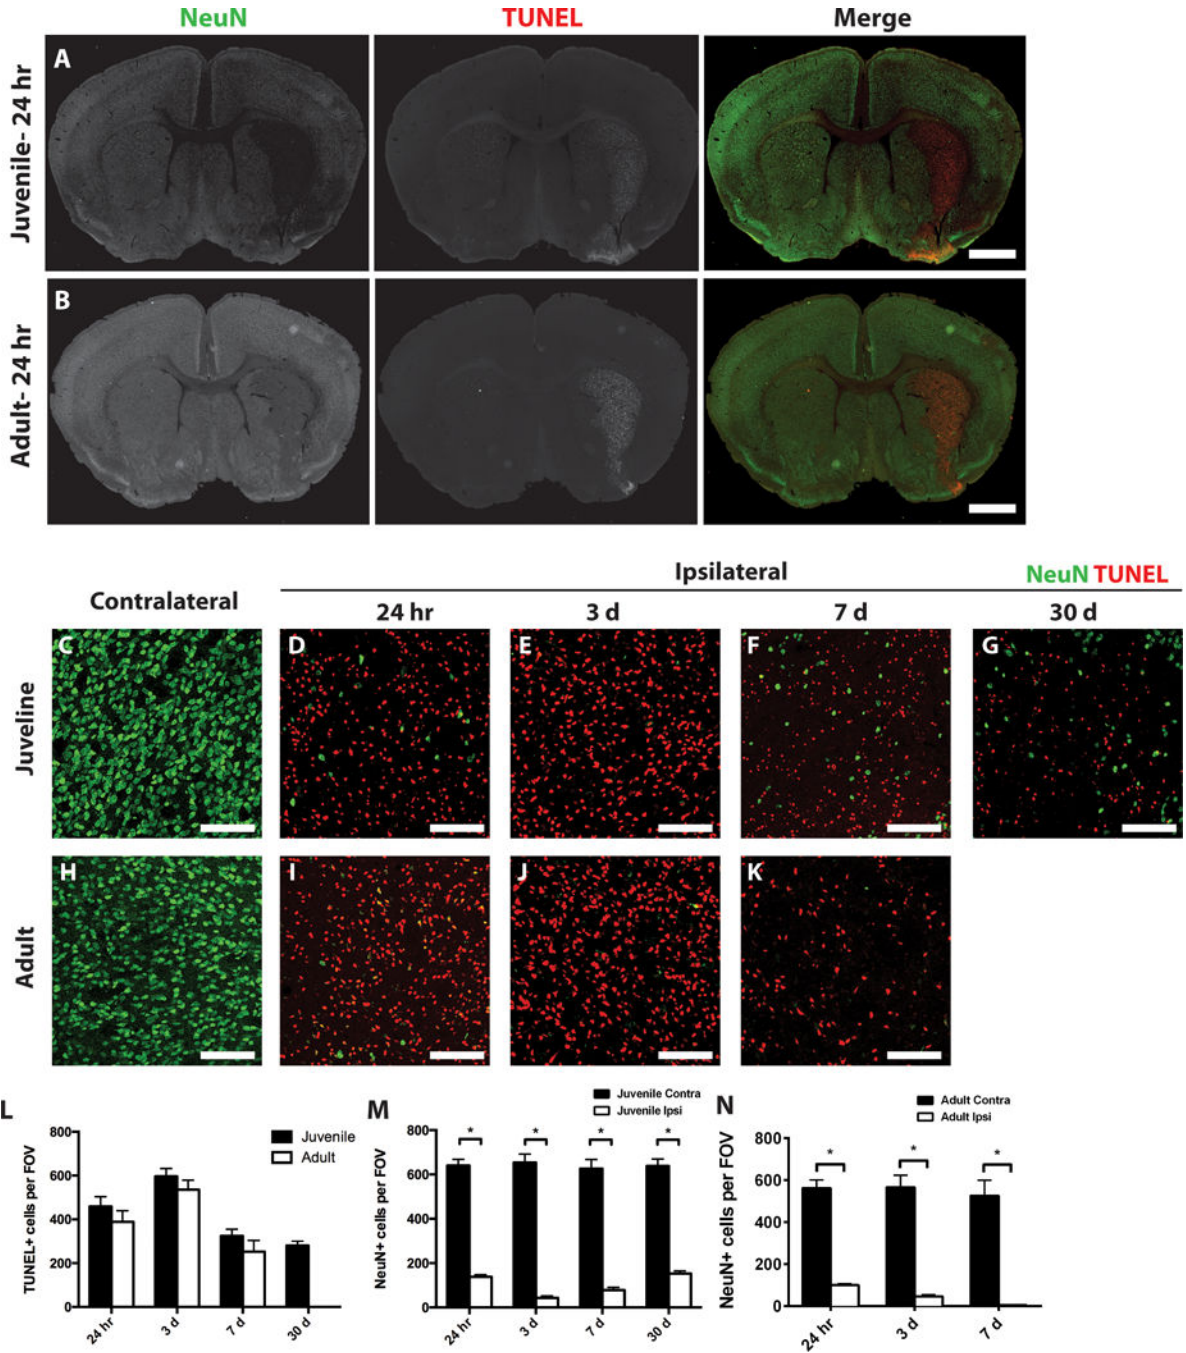 NeuN TUNEL Merge
Juvenile- 24 hr
A
Adult- 24 hr
B
Contralateral
Ipsilateral
NeuN TUNEL
24 hr 3 d 7 d 30 d
Juveline
C D E F G
Adult
H I J K
L
Juvenile
Adult
TUNEL+ cells per FOV
800
600
400
200
0
24 hr 3 d 7 d 30 d
M
Juvenile Contra
Juvenile Ipsi
NeuN+ cells per FOV
800
600
400
200
0
* * * *
24 hr 3 d 7 d 30 d
N
Adult Contra
Adult Ipsi
NeuN+ cells per FOV
800
600
400
200
0
* * *
24 hr 3 d 7 d